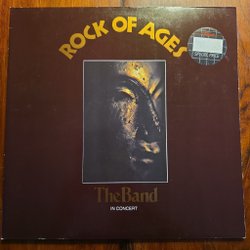 ROCK OF AGES
The Band
IN CONCERT